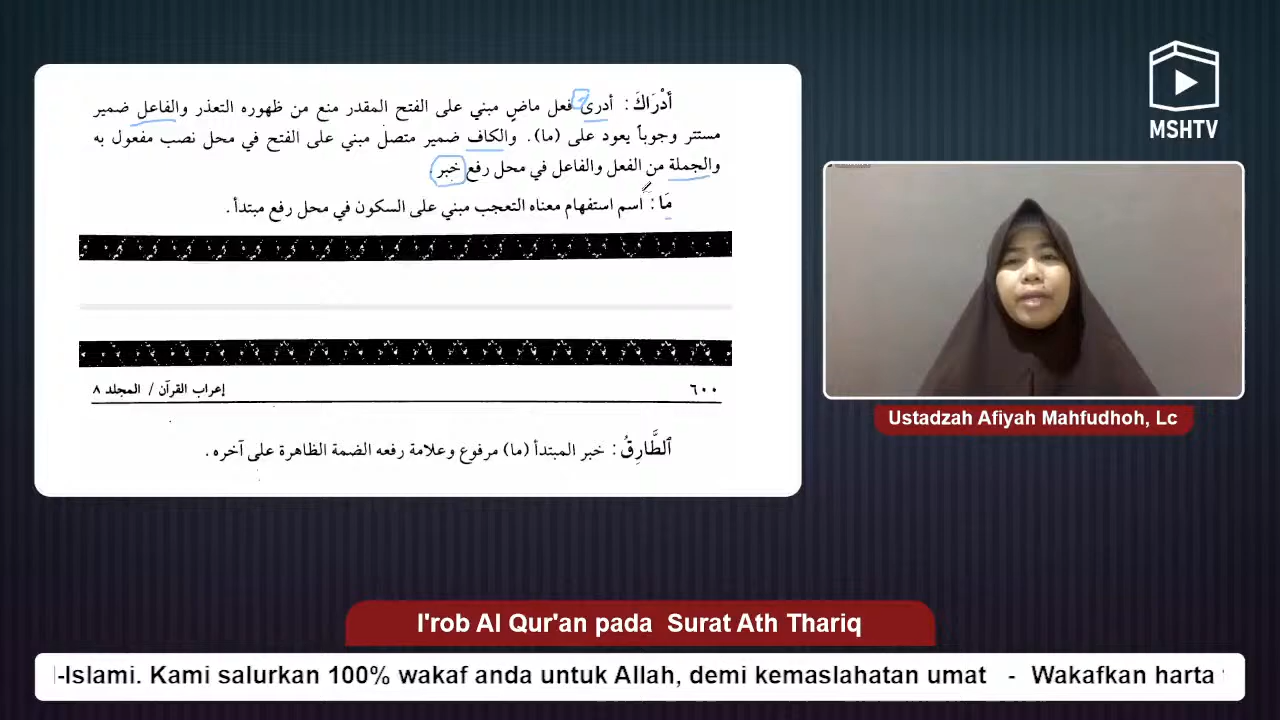 أَدْرَاكَ : أدرى فعل ماضٍ مبني على الفتح المقدر منع من ظهوره التعذر والفاعل ضمير
مستتر وجوباً يعود على (ما). والكاف ضمير متصل مبني على الفتح في محل نصب مفعول به
والجملة من الفعل والفاعل في محل رفع خبر .
مَا : اسم استفهام معناه التعجب مبني على السكون في محل رفع مبتدأ .
٦٠٠
إعراب القرآن / المجلد ٨
ٱلطَّارِقُ : خبر المبتدأ (ما) مرفوع وعلامة رفعه الضمة الظاهرة على آخره .
MSHTV
Ustadzah Afiyah Mahfudhoh, Lc
I'rob Al Qur'an pada Surat Ath Thariq
-Islami. Kami salurkan 100% wakaf anda untuk Allah, demi kemaslahatan umat - Wakafkan harta